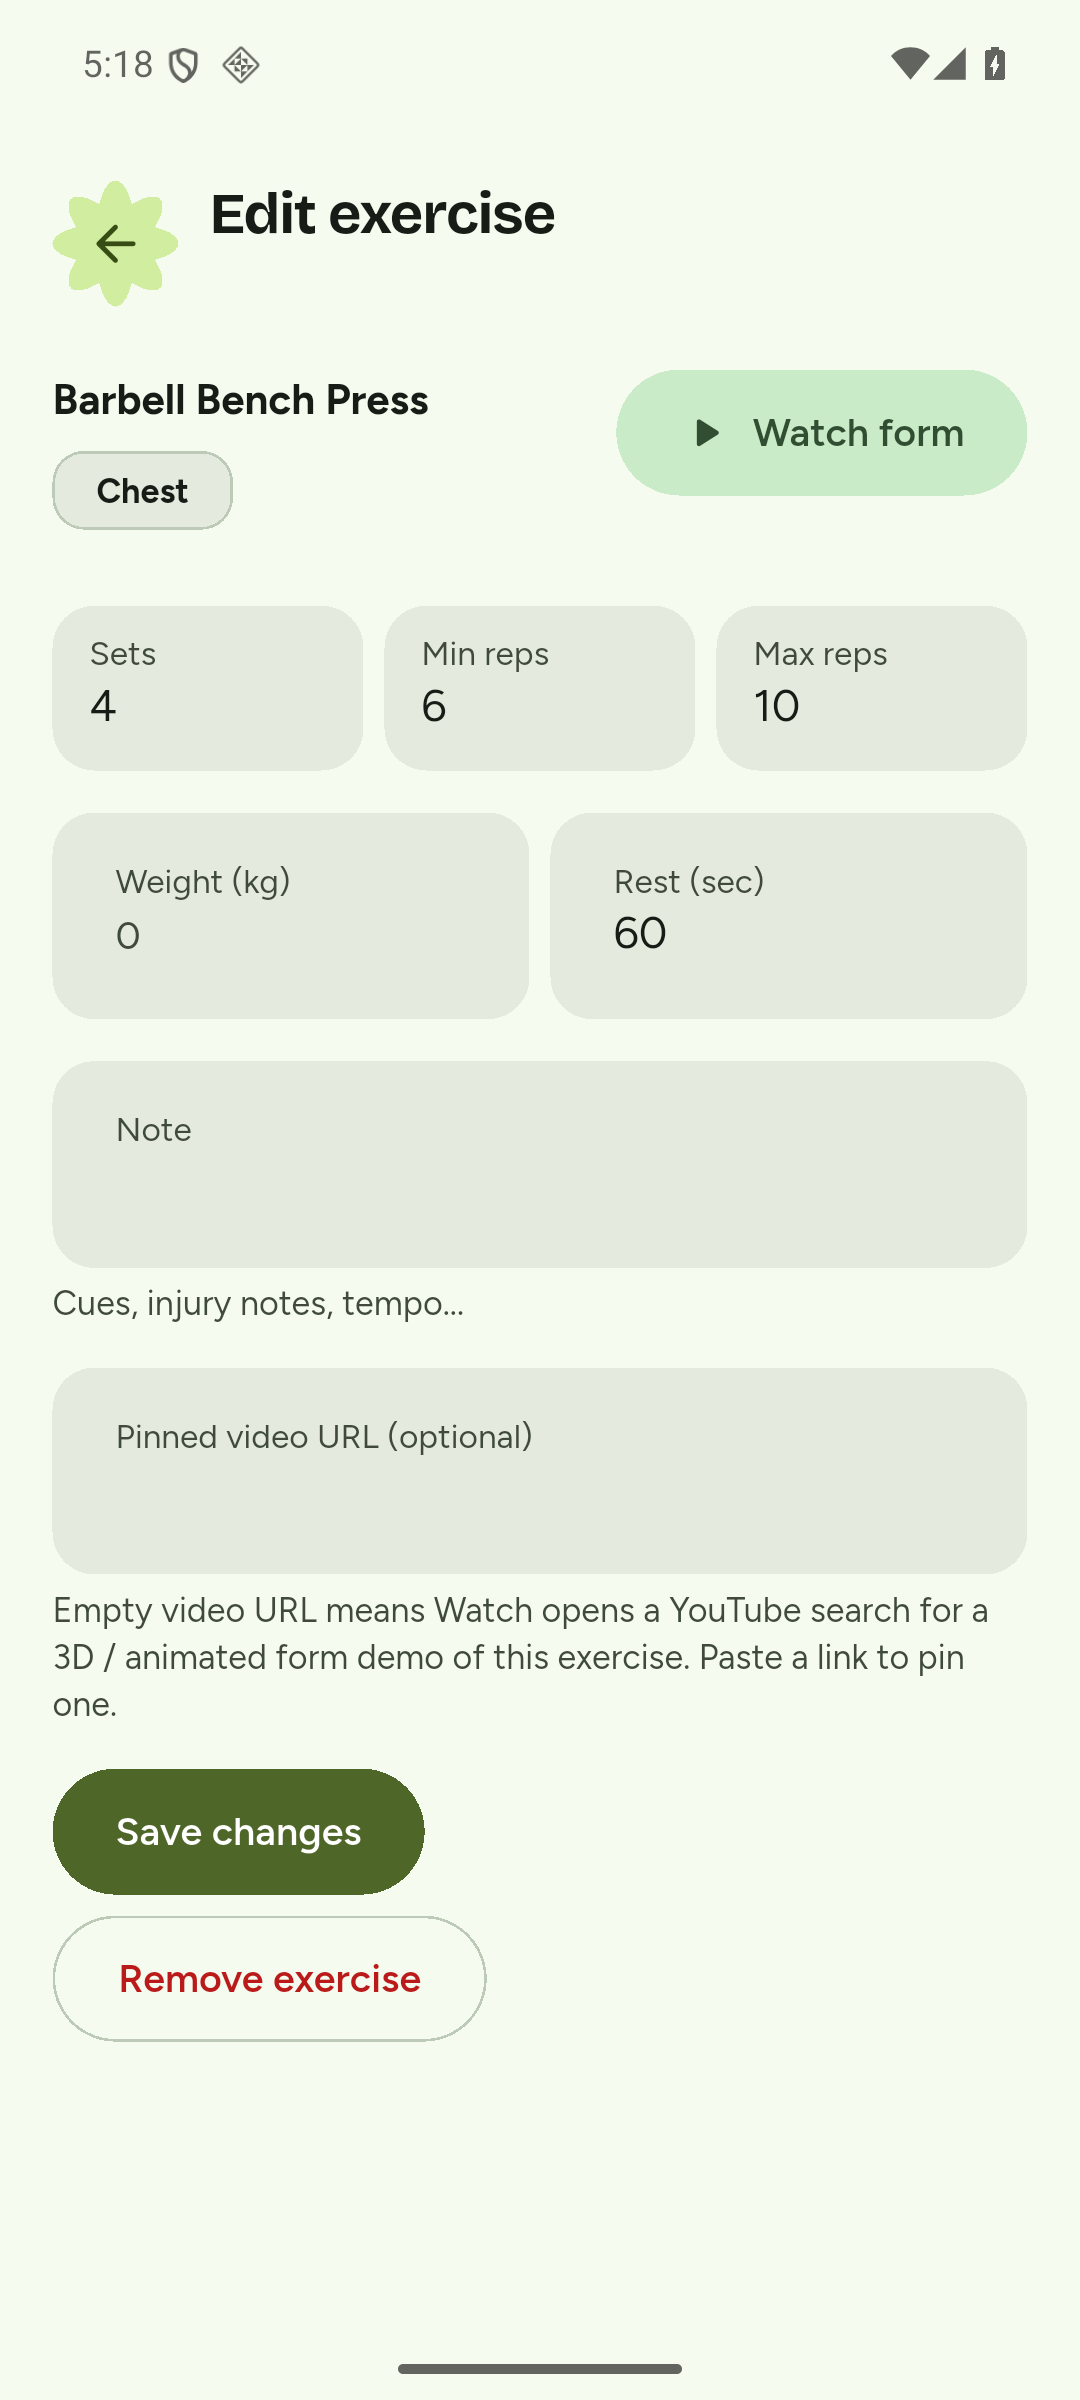 5:18
Edit exercise
Barbell Bench Press
Watch form
Chest
Sets
4
Min reps
6
Max reps
10
Weight (kg)
0
Rest (sec)
60
Note
Cues, injury notes, tempo...
Pinned video URL (optional)
Empty video URL means Watch opens a YouTube search for a
3D / animated form demo of this exercise. Paste a link to pin
one.
Save changes
Remove exercise